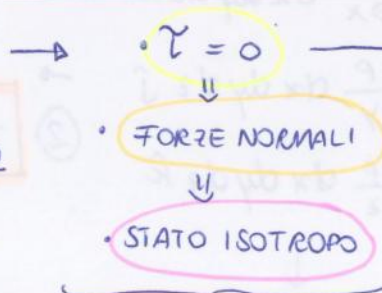 → • τ = 0
⇓
• FORZE NORMALI
⇓
• STATO ISOTROPO